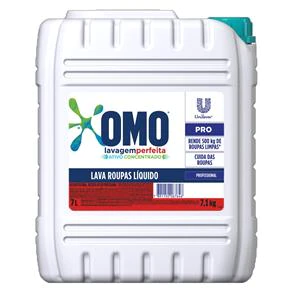 OMO
lavagemperfeita
ATIVO CONCENTRADO
Unilever
PRO
RENDE 500 kg DE
ROUPAS LIMPAS*
CUIDA DAS
ROUPAS
PROFISSIONAL
LAVA ROUPAS LÍQUIDO
7L
7,1 kg